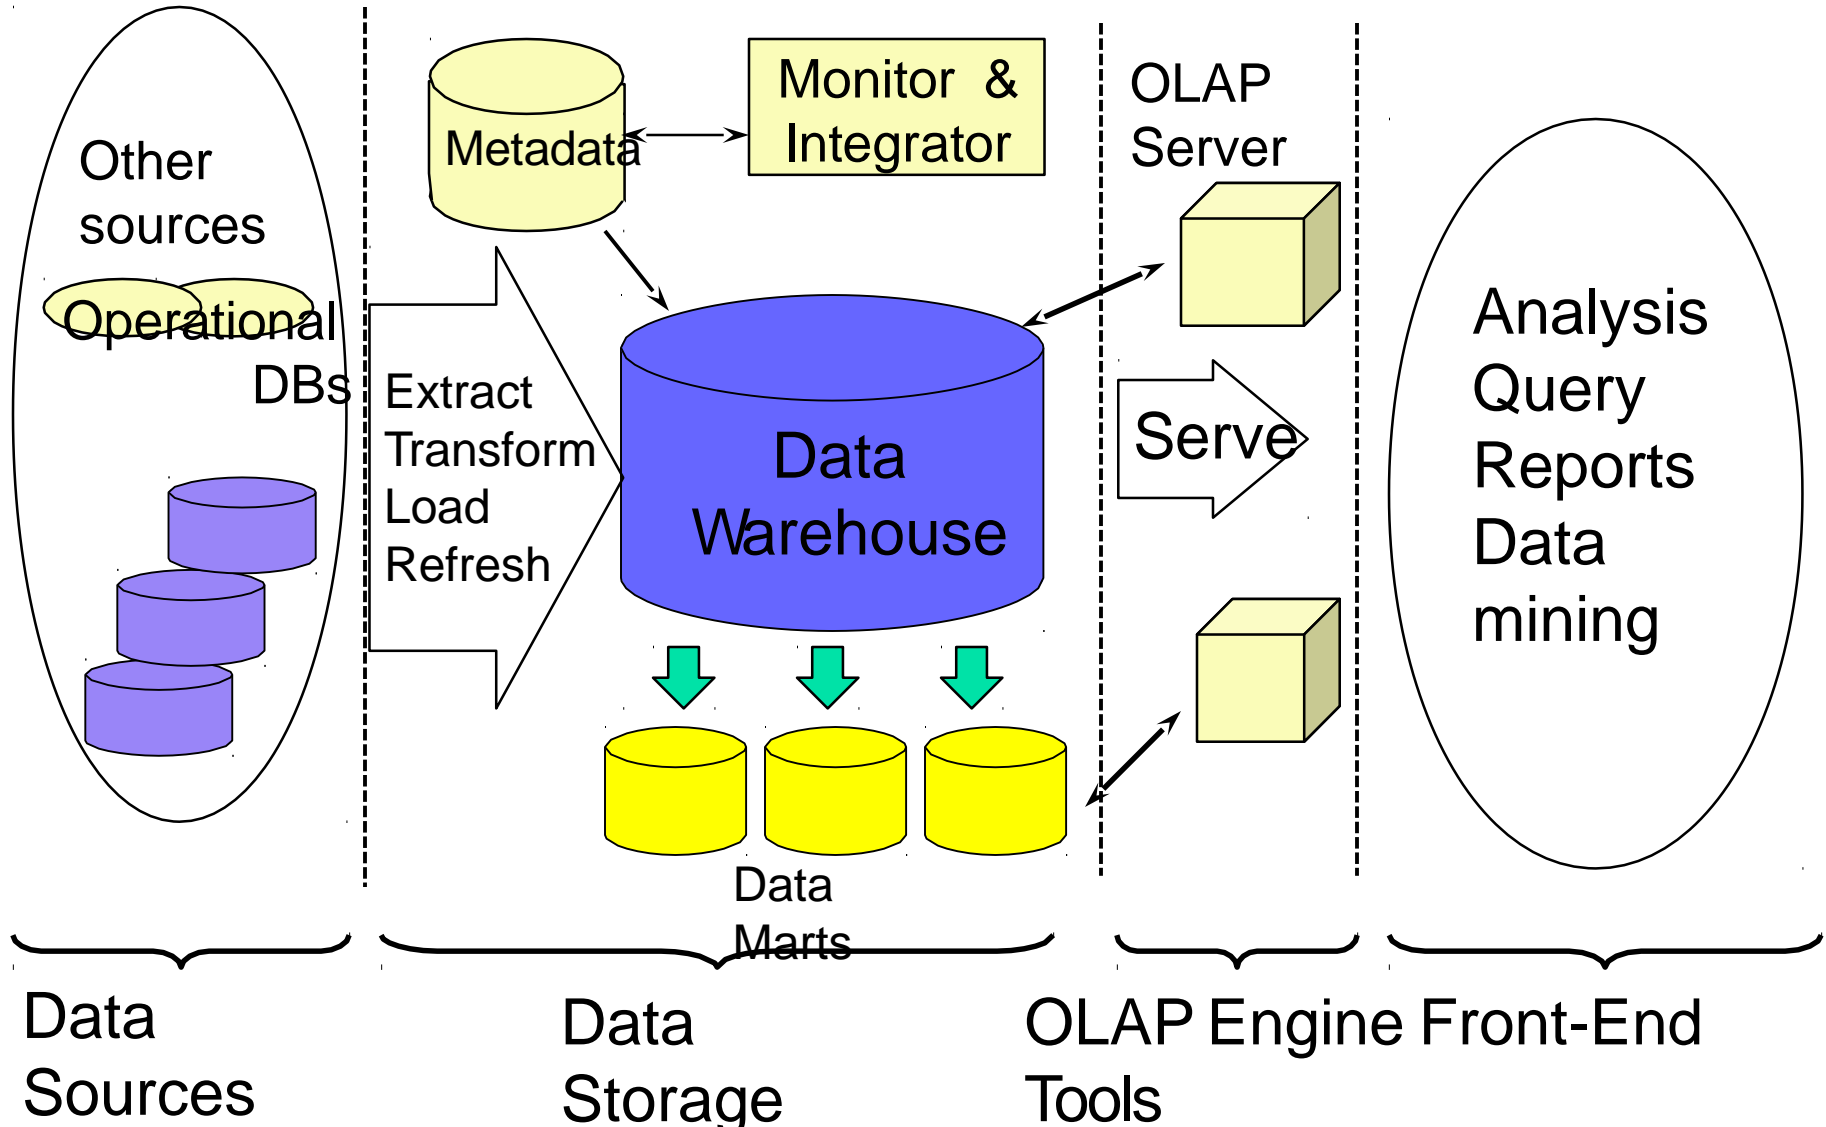 Other
sources
Operational
DBs
Metadata
Monitor & 
Integrator
OLAP
Server
Extract
Transform
Load
Refresh
Data
Warehouse
Serve
Analysis
Query
Reports
Data
mining
Data
Marts
Data
Sources
Data
Storage
OLAP Engine Front-End
Tools